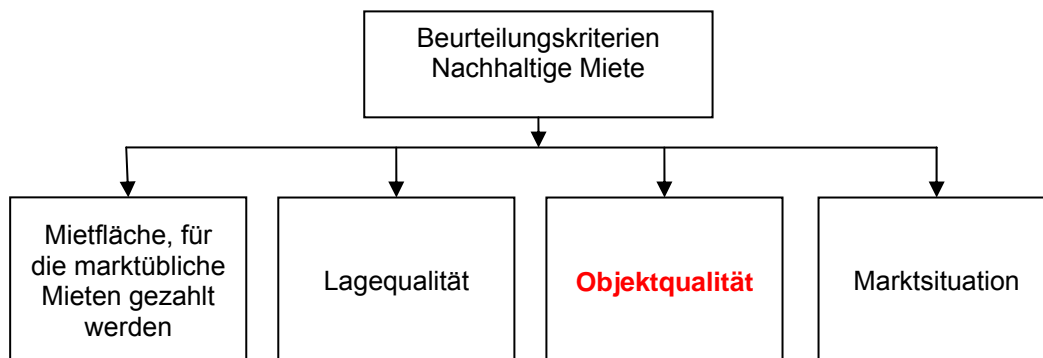 Beurteilungskriterien
Nachhaltige Miete
Mietfläche, für
die marktübliche
Mieten gezahlt
werden
Lagequalität
Objektqualität
Marktsituation